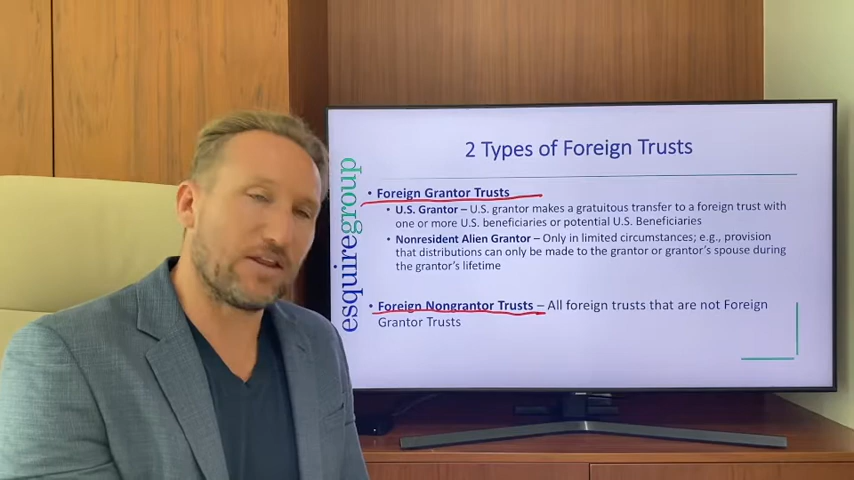 2 Types of Foreign Trusts
esquiregroup
• Foreign Grantor Trusts
• U.S. Grantor – U.S. grantor makes a gratuitous transfer to a foreign trust with
one or more U.S. beneficiaries or potential U.S. Beneficiaries
• Nonresident Alien Grantor – Only in limited circumstances; e.g., provision
that distributions can only be made to the grantor or grantor's spouse during
the grantor's lifetime
• Foreign Nongrantor Trusts – All foreign trusts that are not Foreign
Grantor Trusts